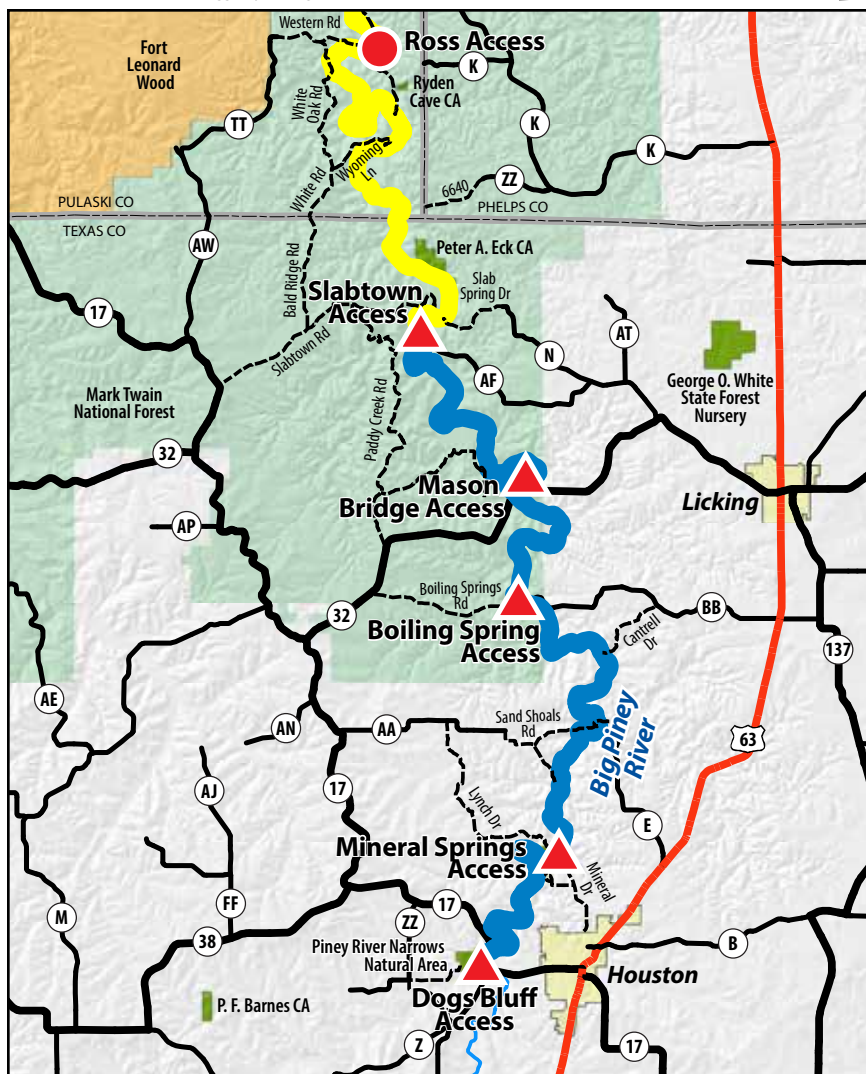 Western Rd
Ross Access
Fort
Leonard
Wood
K
Ryden
Cave CA
White
Oak Rd
TT
K
K
Wyoming
Ln
White Rd
6640
ZZ
PULASKI CO
PHELPS CO
TEXAS CO
AW
Peter A. Eck CA
Bald Ridge Rd
Slab
Spring Dr
Slabtown
Access
17
AT
N
Slabtown Rd
AF
George O. White
State Forest
Nursery
Mark Twain
National Forest
Paddy Creek Rd
32
Mason
Bridge Access
Licking
AP
Boiling Springs
Rd
32
BB
Boiling Spring
Access
Cantrell
Dr
137
AE
Sand Shoals
Rd
AN
AA
Big Piney
River
63
17
AJ
Lynch Dr
E
Mineral Springs
Access
Mineral
Dr
M
FF
ZZ
17
38
B
Piney River Narrows
Natural Area
Houston
Dogs Bluff
Access
P. F. Barnes CA
Z
17